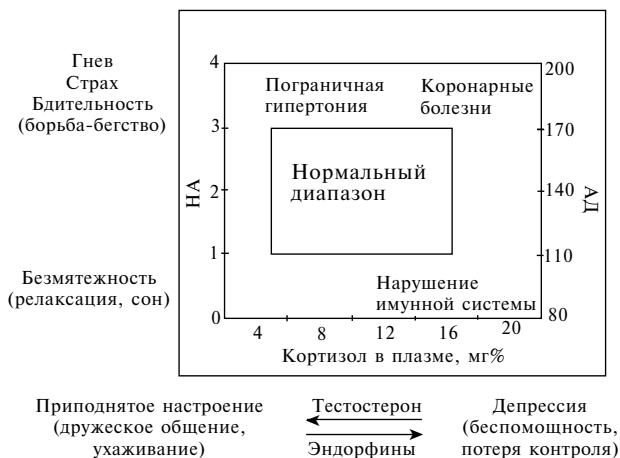 Гнев
Страх
Бдительность
(борьба-бегство)
Безмятежность
(релаксация, сон)
НА
4
3
2
1
0
Пограничная
гипертония
Коронарные
болезни
Нормальный
диапазон
Нарушение
имунной системы
200
170
140
110
80
АД
4 8 12 16 20
Кортизол в плазме, мг%
Приподнятое настроение
(дружеское общение,
ухаживание)
Тестостерон
Эндорфины
Депрессия
(беспомощность,
потеря контроля)